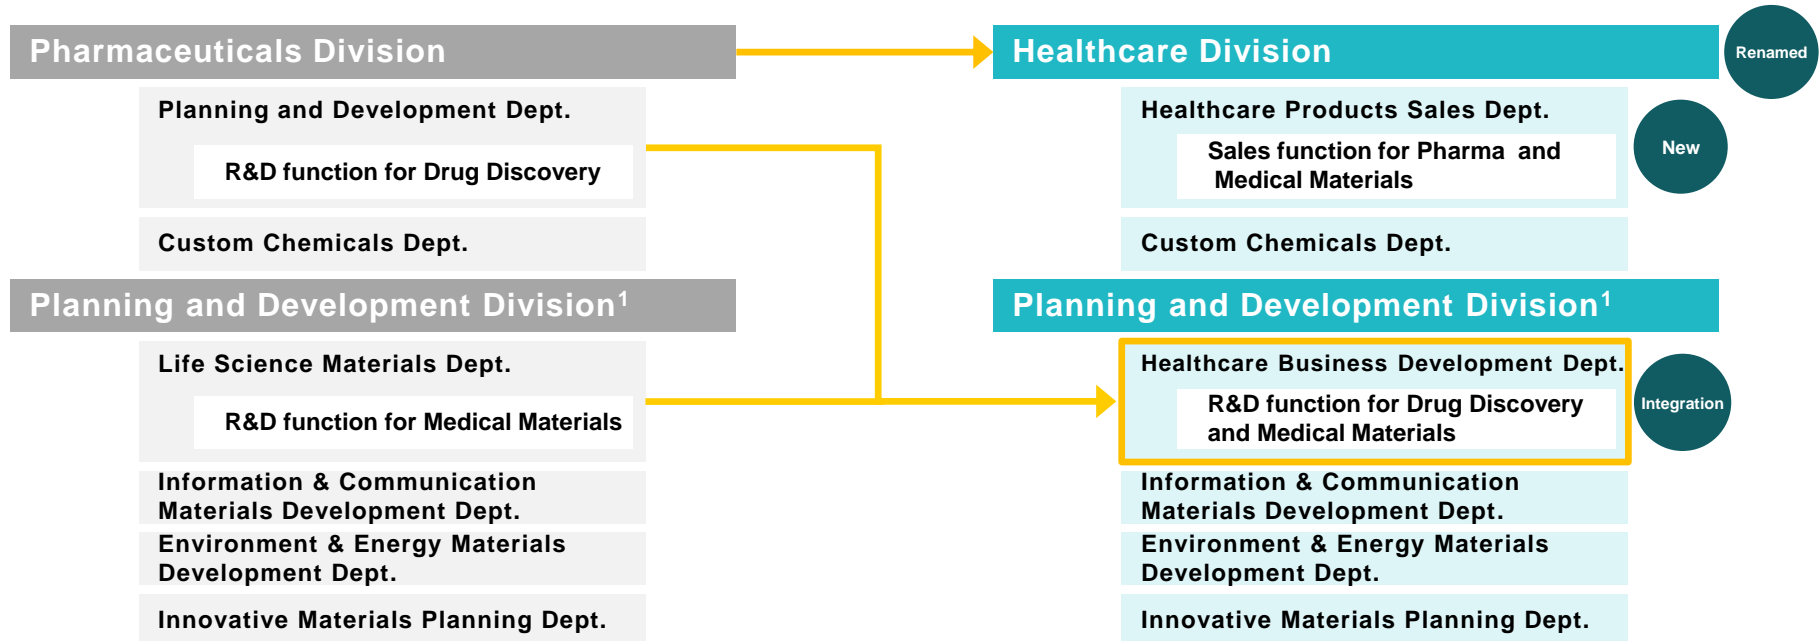 Pharmaceuticals Division
Planning and Development Dept.
R&D function for Drug Discovery
Custom Chemicals Dept.
Planning and Development Division1
Life Science Materials Dept.
R&D function for Medical Materials
Information & Communication
Materials Development Dept.
Environment & Energy Materials
Development Dept.
Innovative Materials Planning Dept.
Healthcare Division
Renamed
Healthcare Products Sales Dept.
Sales function for Pharma and
Medical Materials
New
Custom Chemicals Dept.
Planning and Development Division1
Healthcare Business Development Dept.
R&D function for Drug Discovery
and Medical Materials
Integration
Information & Communication
Materials Development Dept.
Environment & Energy Materials
Development Dept.
Innovative Materials Planning Dept.